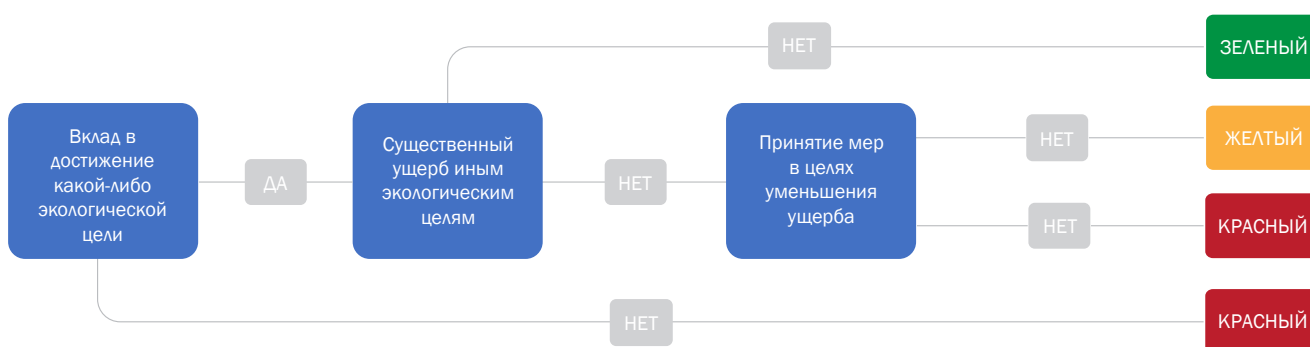 НЕТ
ЗЕЛЕНЫЙ
Вклад в
достижение
какой-либо
экологической
цели
ДА
Существенный
ущерб иным
экологическим
целям
НЕТ
Принятие мер
в целях
уменьшения
ущерба
НЕТ
ЖЕЛТЫЙ
НЕТ
КРАСНЫЙ
НЕТ
КРАСНЫЙ